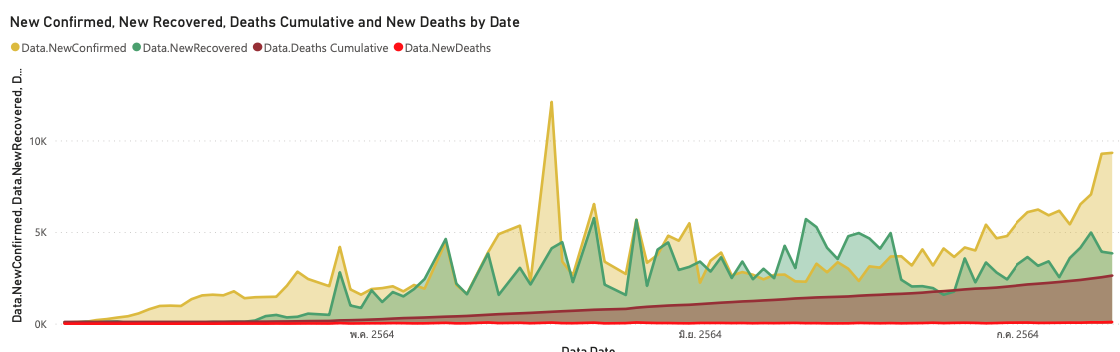 New Confirmed, New Recovered, Deaths Cumulative and New Deaths by Date
Data.NewConfirmed Data.NewRecovered Data.Deaths Cumulative Data.NewDeaths
Data.NewConfirmed, Data.NewRecovered, D...
10K
5K
0K
พ.ค. 2564 มิ.ย. 2564 ก.ค. 2564
Data.Date